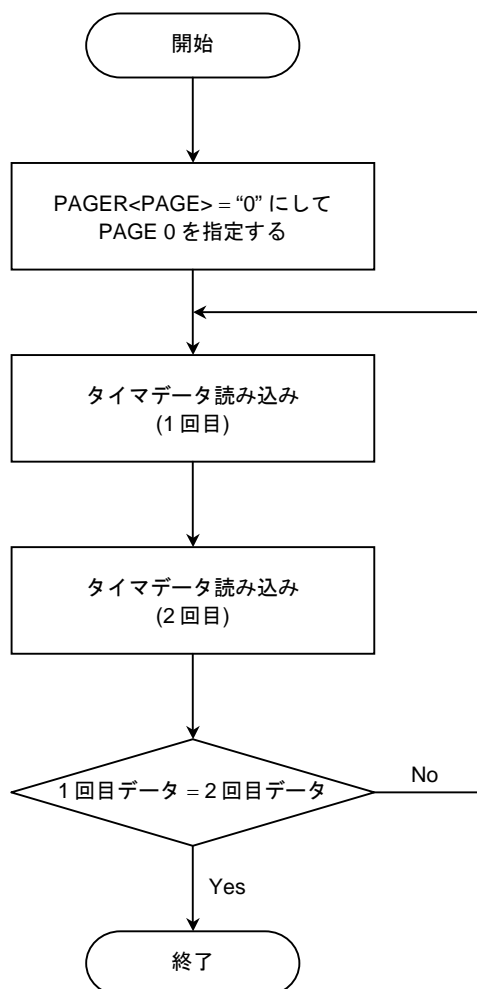 開始
PAGER<PAGE> = “0” にして
PAGE 0 を指定する
タイマデータ読み込み
(1 回目)
タイマデータ読み込み
(2 回目)
1 回目データ = 2 回目データ
No
Yes
終了